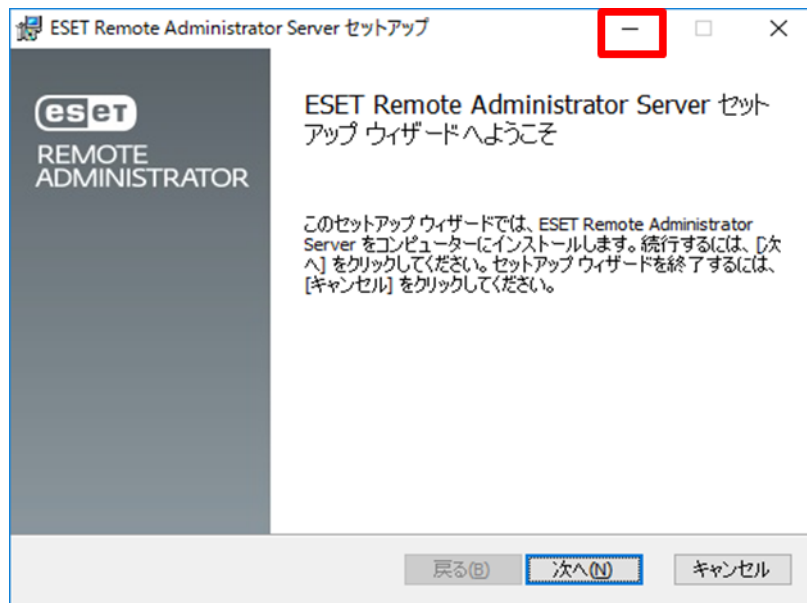 ESET Remote Administrator Server セットアップ
eseT
REMOTE
ADMINISTRATOR
ESET Remote Administrator Server セット
アップ ウィザードへようこそ
このセットアップ ウィザードでは、ESET Remote Administrator
Server をコンピューターにインストールします。続行するには、[次
へ] をクリックしてください。セットアップ ウィザードを終了するには、
[キャンセル] をクリックしてください。
戻る(B) 次へ(N) キャンセル